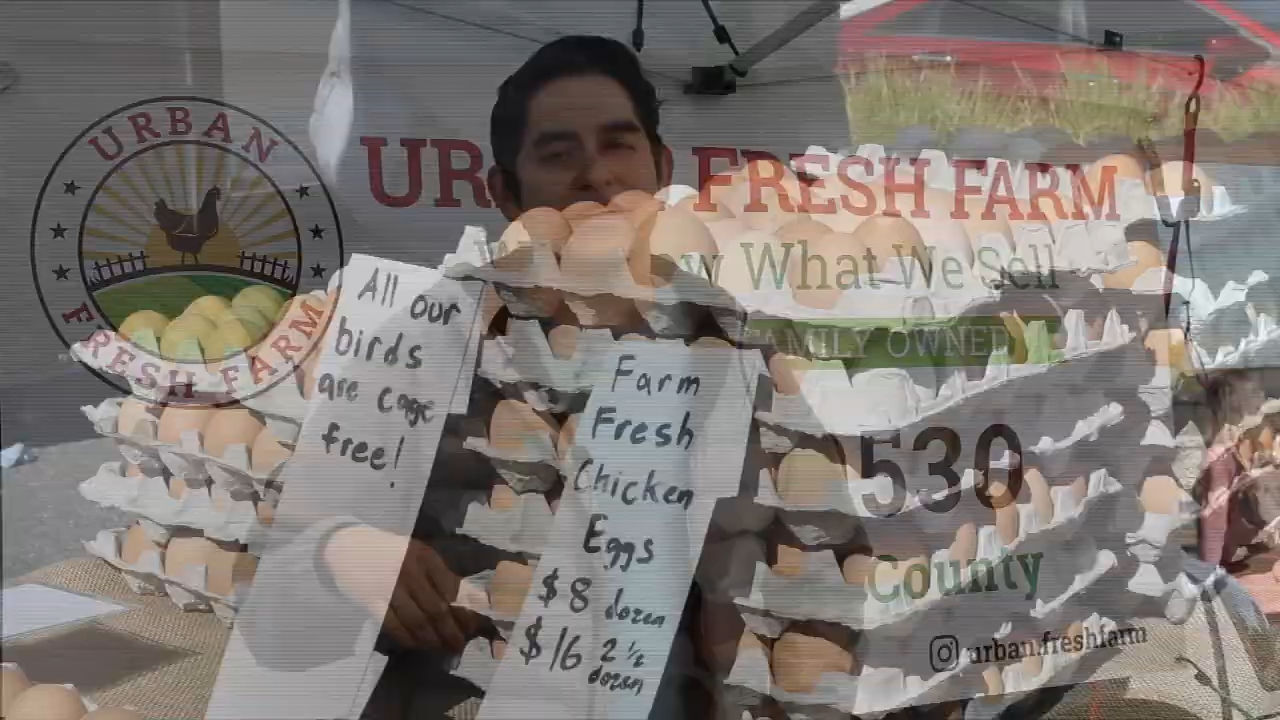 URBAN
FRESH FARM
FRESH FARM
What We Sell
FAMILY OWNED
530
County
urban.freshfarm
All our
birds
are cage
free!
Farm
Fresh
Chicken
Eggs
$8 dozen
$16 2½
dozen